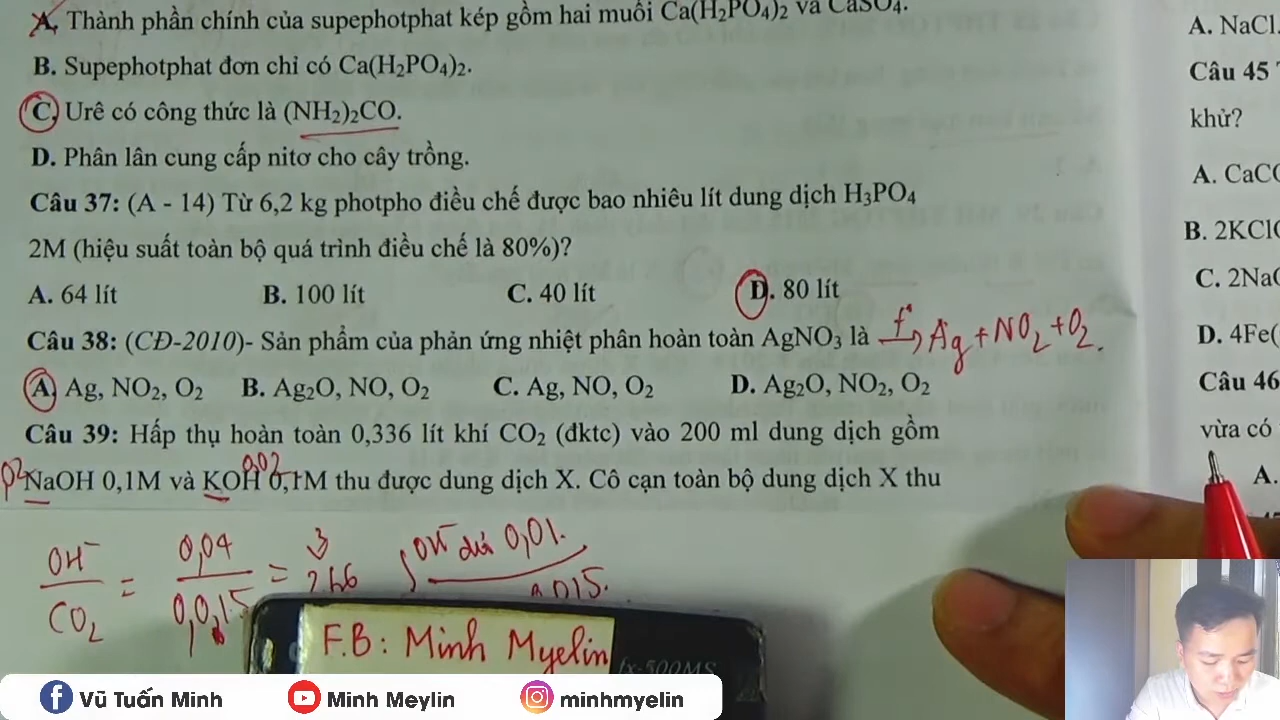 A. Thành phần chính của supephotphat kép gồm hai muối Ca(H₂PO₄)₂ và CaSO₄.
B. Supephotphat đơn chỉ có Ca(H₂PO₄)₂.
C. Urê có công thức là (NH₂)₂CO.
D. Phân lân cung cấp nitơ cho cây trồng.
Câu 37: (A - 14) Từ 6,2 kg photpho điều chế được bao nhiêu lít dung dịch H₃PO₄
2M (hiệu suất toàn bộ quá trình điều chế là 80%)?
A. 64 lít B. 100 lít C. 40 lít D. 80 lít
Câu 38: (CĐ-2010)- Sản phẩm của phản ứng nhiệt phân hoàn toàn AgNO₃ là → Ag + NO₂ + O₂.
A. Ag, NO₂, O₂ B. Ag₂O, NO, O₂ C. Ag, NO, O₂ D. Ag₂O, NO₂, O₂
Câu 39: Hấp thụ hoàn toàn 0,336 lít khí CO₂ (đktc) vào 200 ml dung dịch gồm
0,02
NaOH 0,1M và KOH 0,1M thu được dung dịch X. Cô cạn toàn bộ dung dịch X thu
OH⁻ / CO₂ = 0,04 / 0,015 = 2,66
3
OH⁻ dư 0,01.
0,015.
F.B: Minh Myelin
fx-500MS
A. NaCl.
Câu 45
khử?
A. CaC
B. 2KCl
C. 2Na
D. 4Fe(
Câu 46
vừa có
A.
Vũ Tuấn Minh
Minh Meylin
minhmyelin